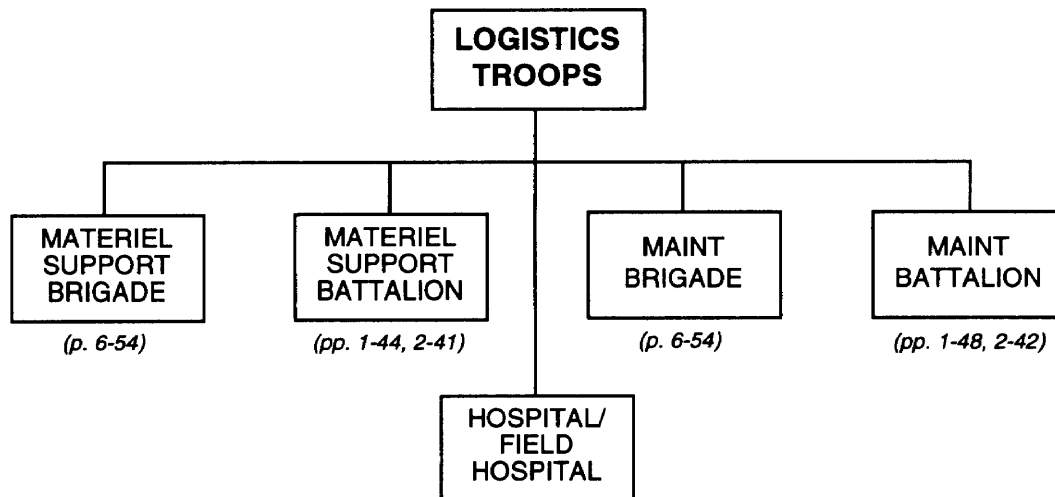 LOGISTICS
TROOPS
MATERIEL
SUPPORT
BRIGADE
(p. 6-54)
MATERIEL
SUPPORT
BATTALION
(pp. 1-44, 2-41)
MAINT
BRIGADE
(p. 6-54)
MAINT
BATTALION
(pp. 1-48, 2-42)
HOSPITAL/
FIELD
HOSPITAL